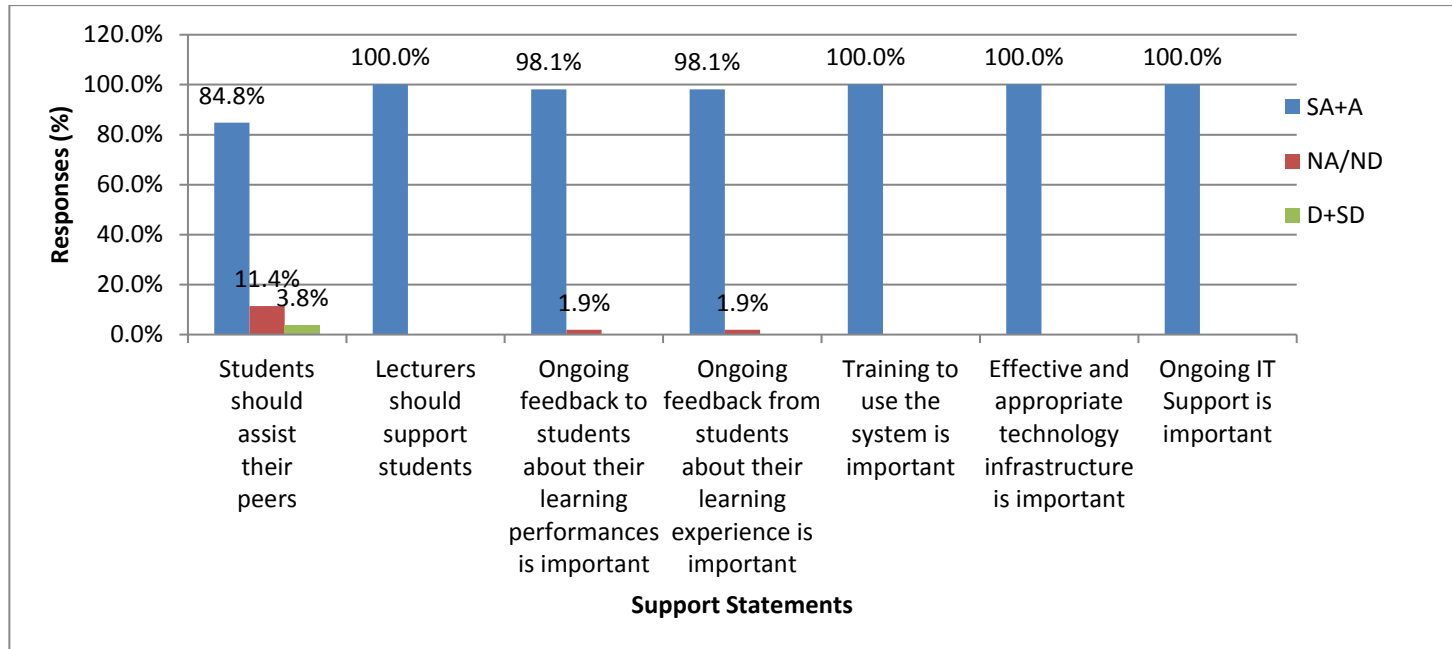 120.0%
100.0%
80.0%
60.0%
40.0%
20.0%
0.0%
Responses (%)
84.8%
11.4%
3.8%
100.0%
98.1%
1.9%
98.1%
1.9%
100.0%
100.0%
100.0%
SA+A
NA/ND
D+SD
Students
should
assist
their
peers
Lecturers
should
support
students
Ongoing
feedback to
students
about their
learning
performances
is important
Ongoing
feedback from
students
about their
learning
experience is
important
Training to
use the
system is
important
Effective and
appropriate
technology
infrastructure
is important
Ongoing IT
Support is
important
Support Statements